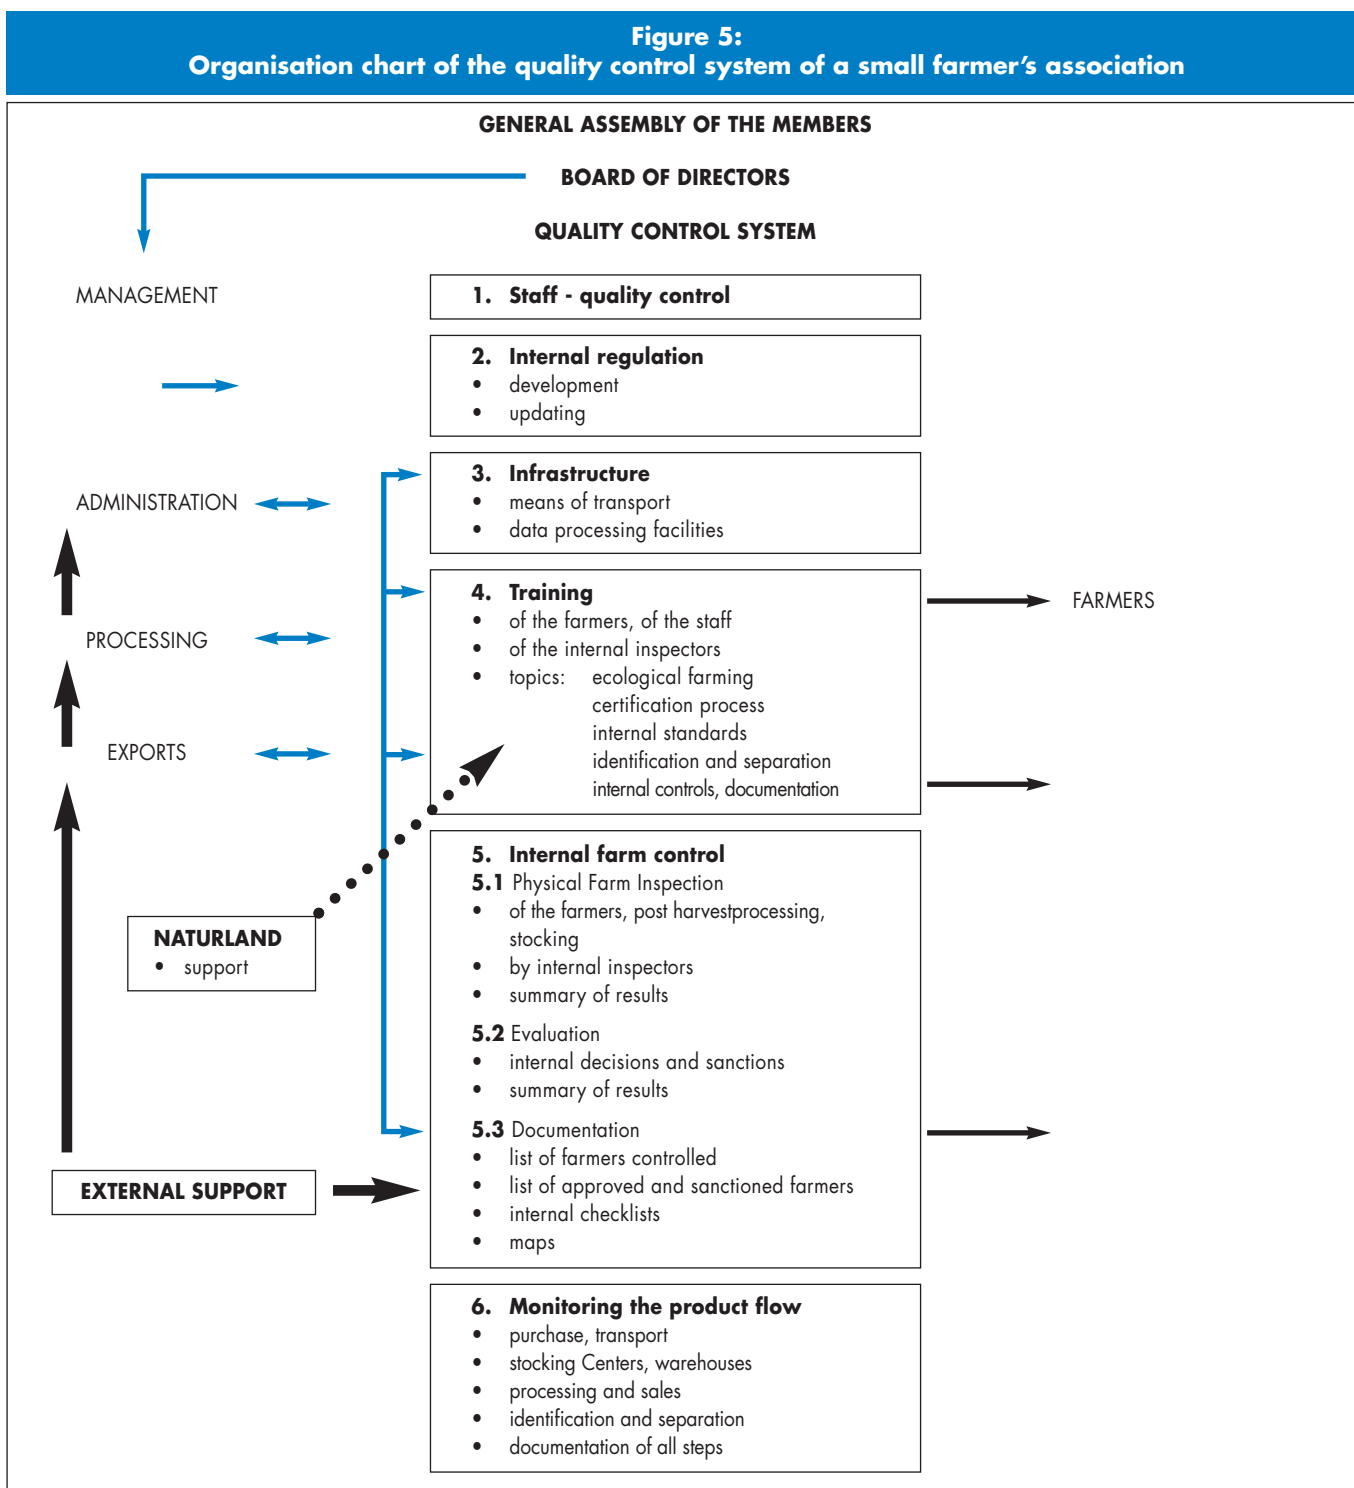 Figure 5:
Organisation chart of the quality control system of a small farmer's association
GENERAL ASSEMBLY OF THE MEMBERS
BOARD OF DIRECTORS
QUALITY CONTROL SYSTEM
MANAGEMENT
1. Staff - quality control
2. Internal regulation
• development
• updating
ADMINISTRATION
3. Infrastructure
• means of transport
• data processing facilities
PROCESSING
EXPORTS
4. Training
• of the farmers, of the staff
• of the internal inspectors
• topics: ecological farming
certification process
internal standards
identification and separation
internal controls, documentation
FARMERS
NATURLAND
• support
5. Internal farm control
5.1 Physical Farm Inspection
• of the farmers, post harvestprocessing,
stocking
• by internal inspectors
• summary of results
5.2 Evaluation
• internal decisions and sanctions
• summary of results
5.3 Documentation
• list of farmers controlled
• list of approved and sanctioned farmers
• internal checklists
• maps
EXTERNAL SUPPORT
6. Monitoring the product flow
• purchase, transport
• stocking Centers, warehouses
• processing and sales
• identification and separation
• documentation of all steps